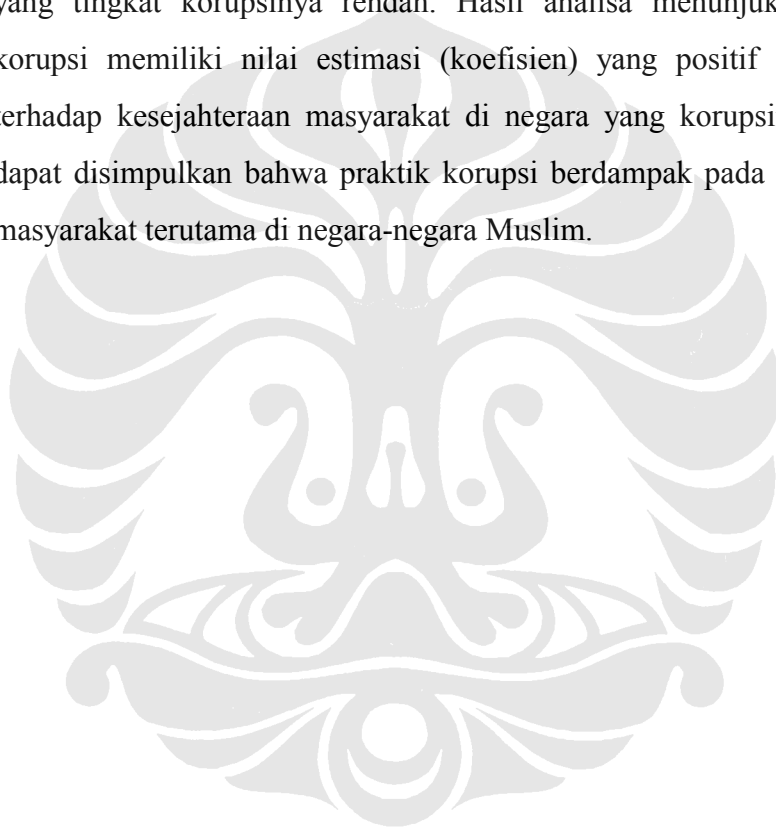 yang tingkat korupsinya rendah. Hasil analisa menunjuk
korupsi memiliki nilai estimasi (koefisien) yang positif
terhadap kesejahteraan masyarakat di negara yang korupsi
dapat disimpulkan bahwa praktik korupsi berdampak pada
masyarakat terutama di negara-negara Muslim.